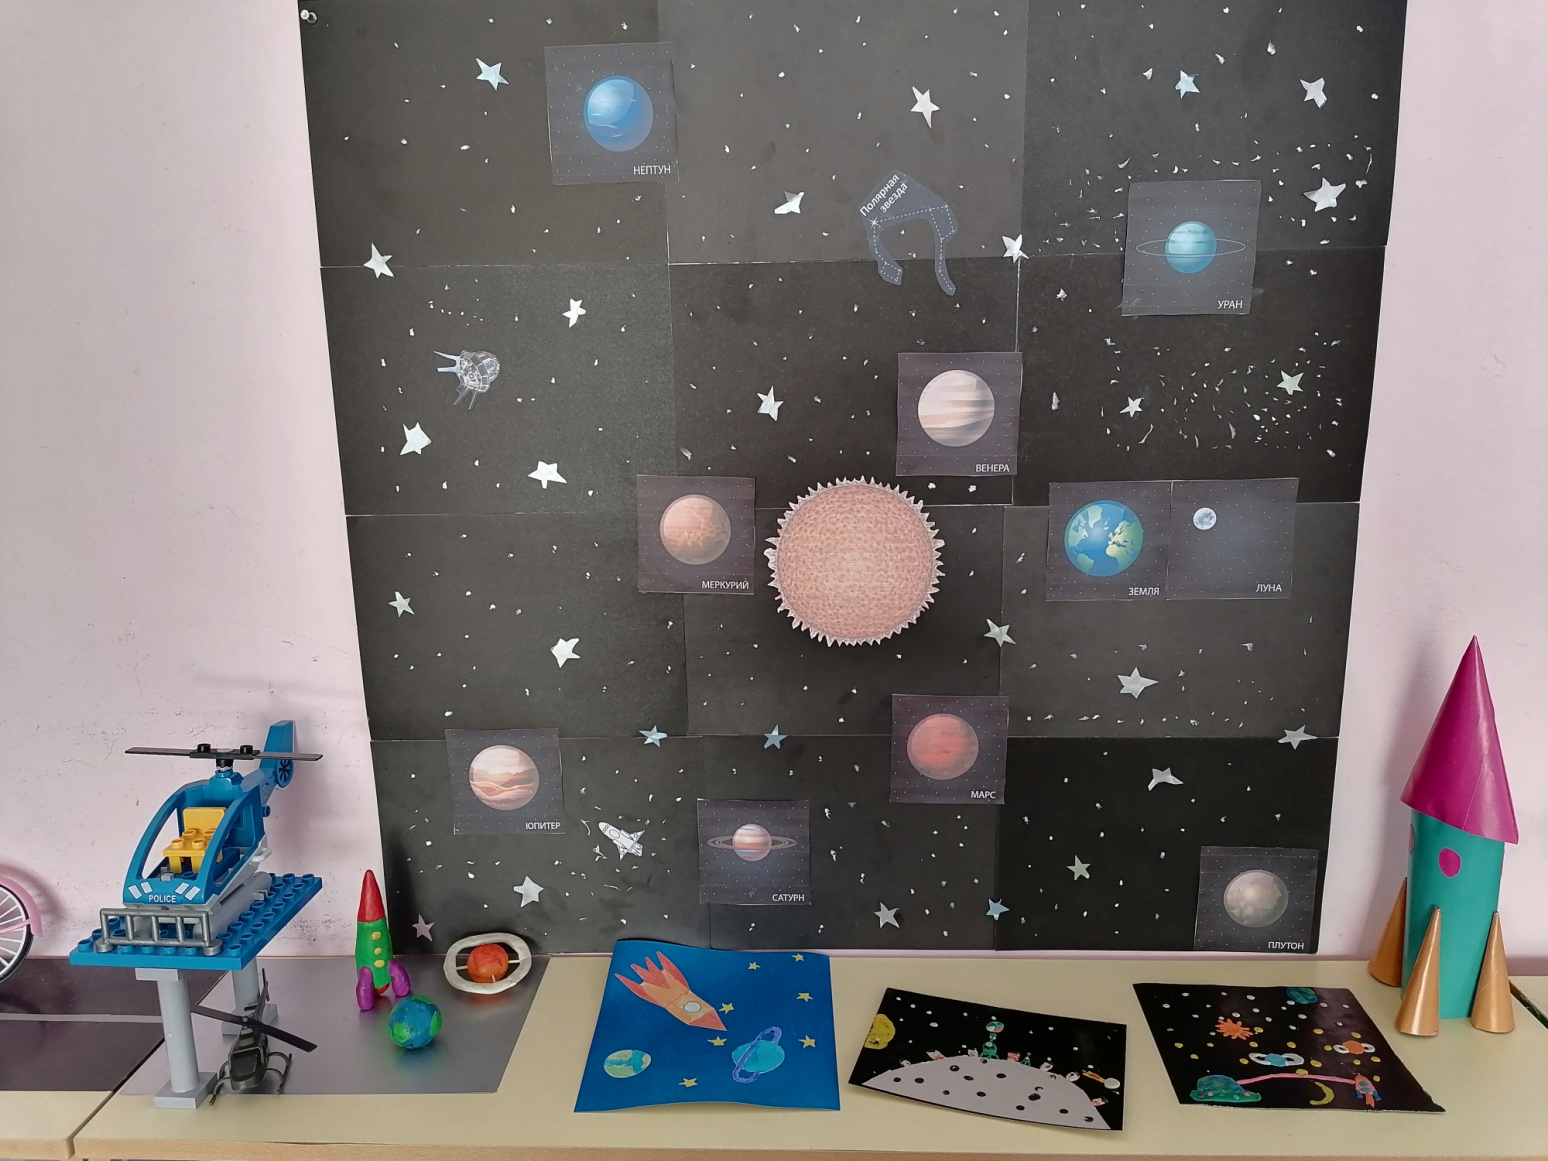 НЕПТУН
Полярная
звезда
УРАН
ВЕНЕРА
МЕРКУРИЙ
ЗЕМЛЯ
ЛУНА
МАРС
ЮПИТЕР
САТУРН
ПЛУТОН
POLICE